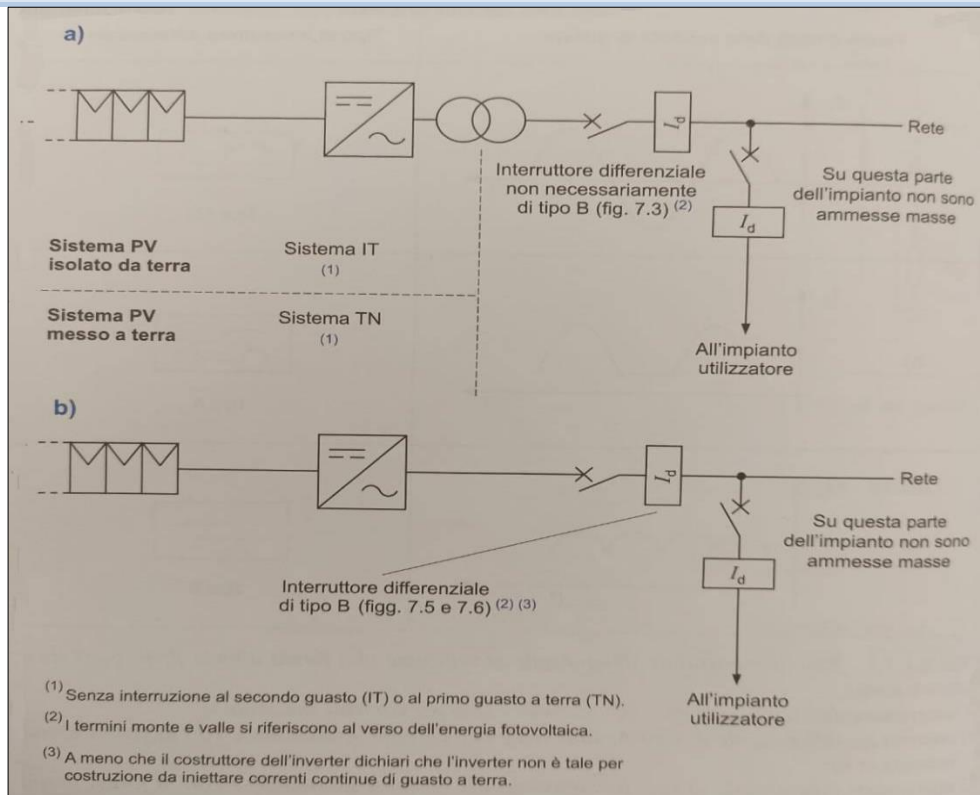 a)
Rete
I d
Interruttore differenziale
non necessariamente
di tipo B (fig. 7.3) (2)
Su questa parte
dell'impianto non sono
ammesse masse
I d
Sistema PV
isolato da terra
Sistema IT
(1)
Sistema PV
messo a terra
Sistema TN
(1)
All'impianto
utilizzatore
b)
I d
Rete
Su questa parte
dell'impianto non sono
ammesse masse
I d
Interruttore differenziale
di tipo B (figg. 7.5 e 7.6) (2) (3)
All'impianto
utilizzatore
(1) Senza interruzione al secondo guasto (IT) o al primo guasto a terra (TN).
(2) I termini monte e valle si riferiscono al verso dell'energia fotovoltaica.
(3) A meno che il costruttore dell'inverter dichiari che l'inverter non è tale per
costruzione da iniettare correnti continue di guasto a terra.